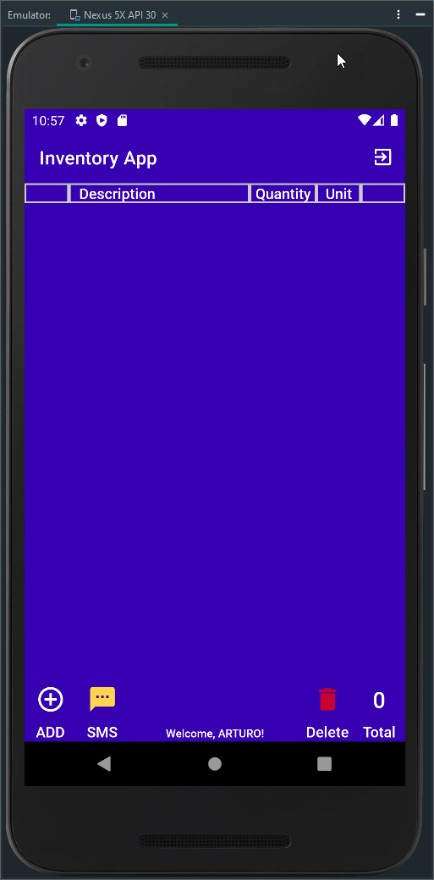 Emulator: Nexus 5X API 30
10:57
Inventory App
Description Quantity Unit
0
ADD SMS Welcome, ARTURO! Delete Total